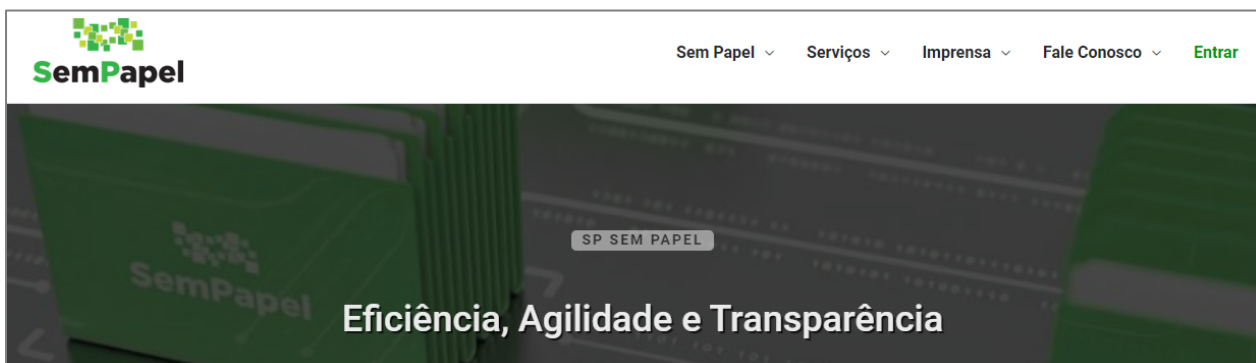 SemPapel
Sem Papel
Serviços
Imprensa
Fale Conosco
Entrar
SP SEM PAPEL
SemPapel
Eficiência, Agilidade e Transparência